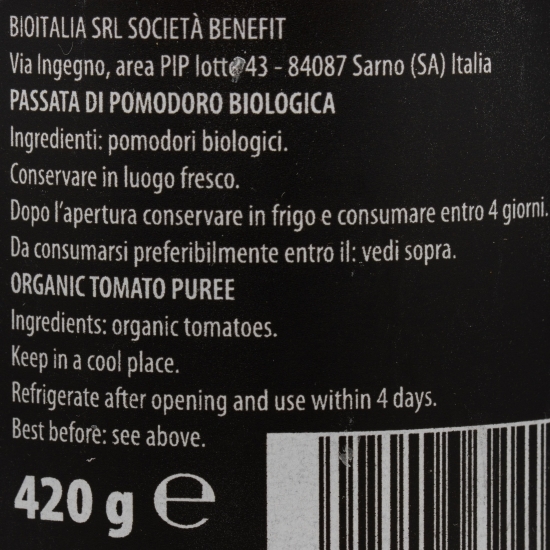 BIOITALIA SRL SOCIETÀ BENEFIT
Via Ingegno, area PIP lotto 43 - 84087 Sarno (SA) Italia
PASSATA DI POMODORO BIOLOGICA
Ingredienti: pomodori biologici.
Conservare in luogo fresco.
Dopo l'apertura conservare in frigo e consumare entro 4 giorni.
Da consumarsi preferibilmente entro il: vedi sopra.
ORGANIC TOMATO PUREE
Ingredients: organic tomatoes.
Keep in a cool place.
Refrigerate after opening and use within 4 days.
Best before: see above.
420 g ℮